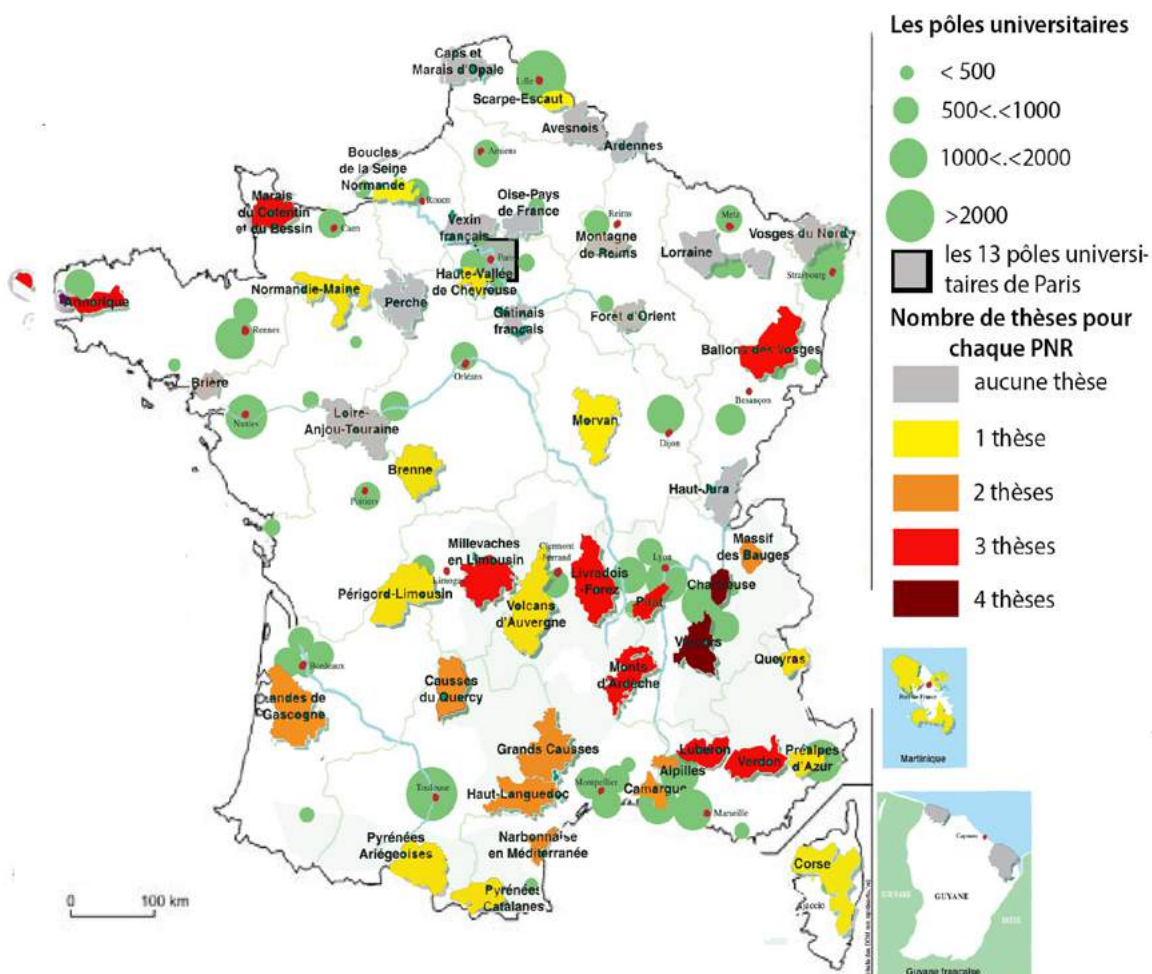 Les pôles universitaires
< 500
500<.<1000
1000<.<2000
>2000
les 13 pôles universi-
taires de Paris
Nombre de thèses pour
chaque PNR
aucune thèse
1 thèse
2 thèses
3 thèses
4 thèses
Caps et
Marais d'Opale
Lille
Scarpe-Escaut
Avesnois
Ardennes
Amiens
Boucles
de la Seine
Normande
Rouen
Oise-Pays
de France
Vexin
français
Reims
Montagne
de Reims
Metz
Lorraine
Vosges du Nord
Strasbourg
Marais
du Cotentin
et du Bessin
Caen
Paris
Haute-Vallée
de Chevreuse
Armorique
Normandie-Maine
Perche
Gâtinais
français
Forêt d'Orient
Rennes
Ballons des Vosges
Orléans
Besançon
Brière
Nantes
Loire-
Anjou-Touraine
Morvan
Dijon
Brenne
Poitiers
Haut-Jura
Massif
des Bauges
Millevaches
en Limousin
Clermont
Ferrand
Lyon
Limoges
Livradois
-Forez
Chartreuse
Périgord-Limousin
Volcans
d'Auvergne
Pilat
Vercors
Queyras
Bordeaux
Landes de
Gascogne
Causses
du Quercy
Monts
d'Ardèche
Grands Causses
Luberon
Verdon
Préalpes
d'Azur
Alpilles
Toulouse
Haut-Languedoc
Montpellier
Camargue
Marseille
Pyrénées
Ariégeoises
Narbonnaise
en Méditerranée
Pyrénées
Catalanes
Corse
Ajaccio
0
100 km
Fort-de-France
Martinique
Cayenne
GUYANE
Guyane française